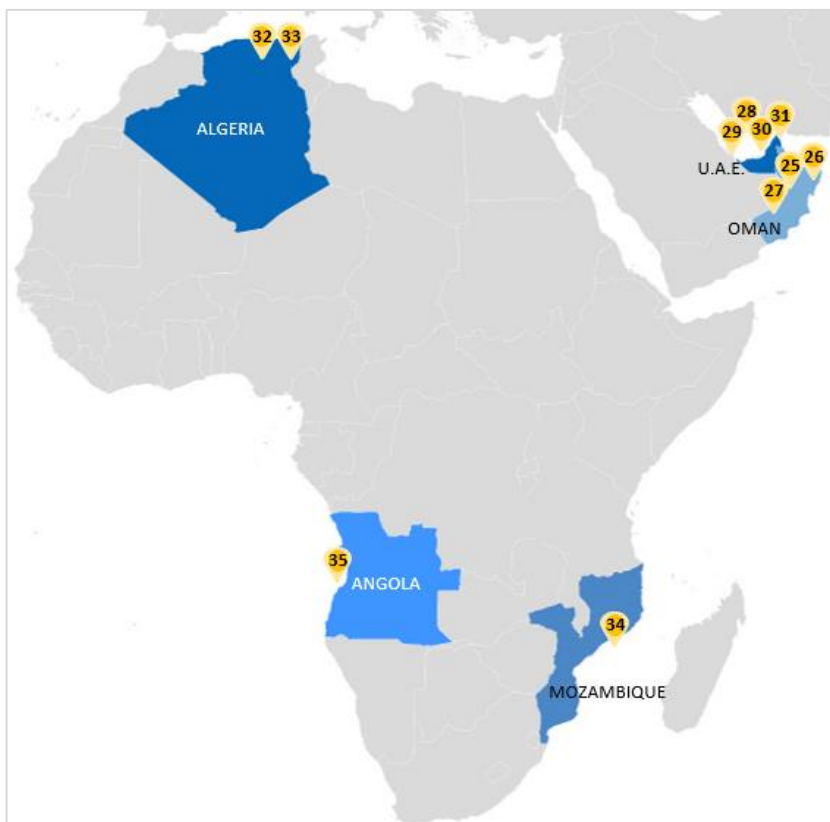 32
33
ALGERIA
28
31
29
30
26
U.A.E.
25
27
OMAN
35
ANGOLA
34
MOZAMBIQUE